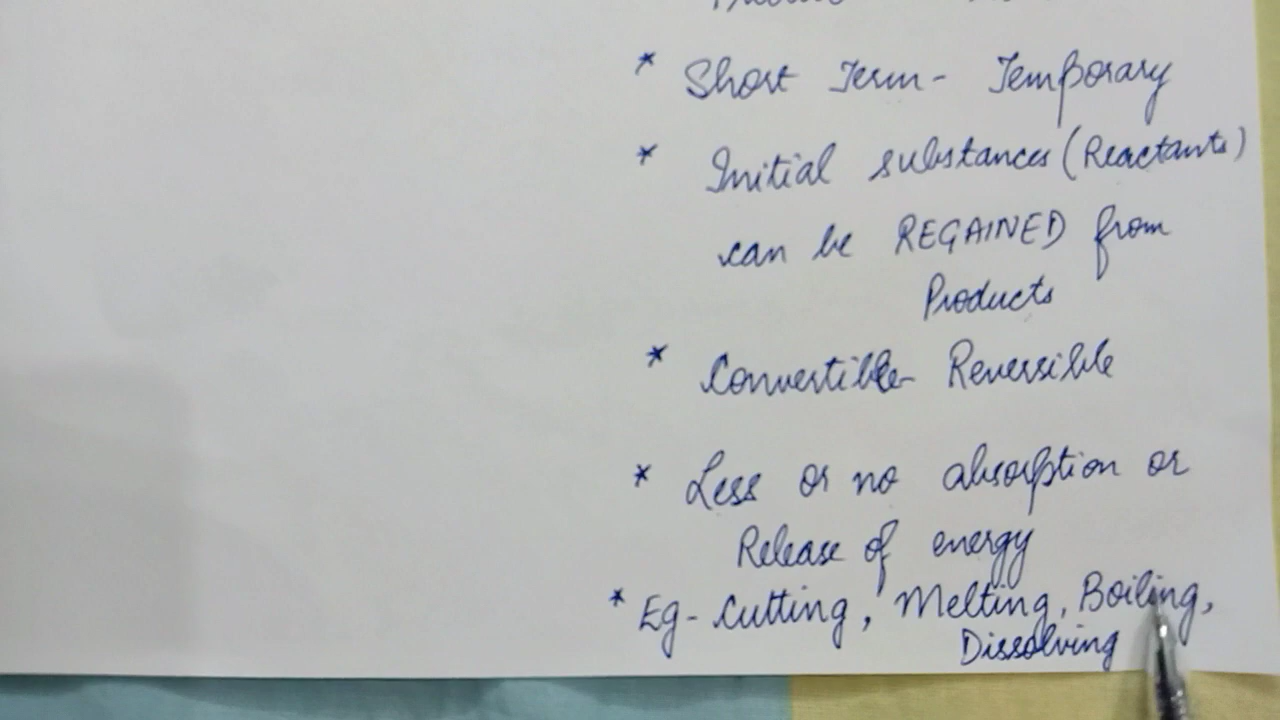 * Short Term - Temporary
* Initial substances (Reactants)
can be REGAINED from
Products
* Convertible - Reversible
* Less or no absorption or
Release of energy
* Eg - Cutting, Melting, Boiling,
Dissolving